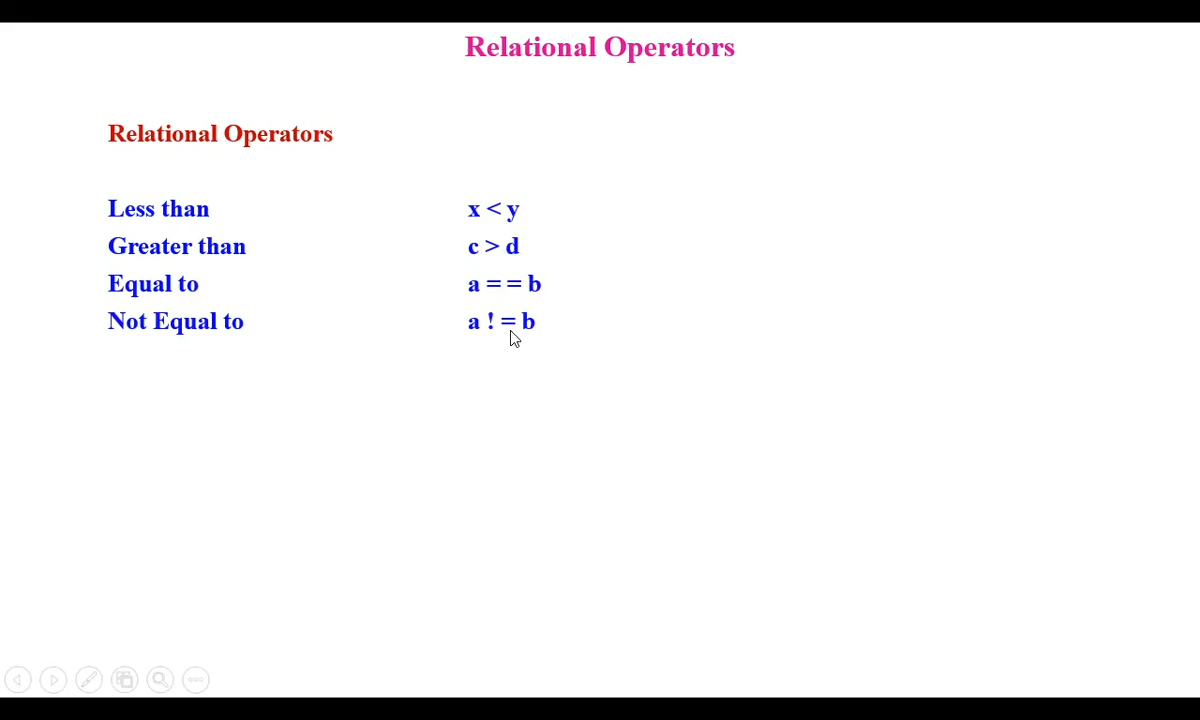 Relational Operators
Relational Operators
Less than x < y
Greater than c > d
Equal to a = = b
Not Equal to a ! = b